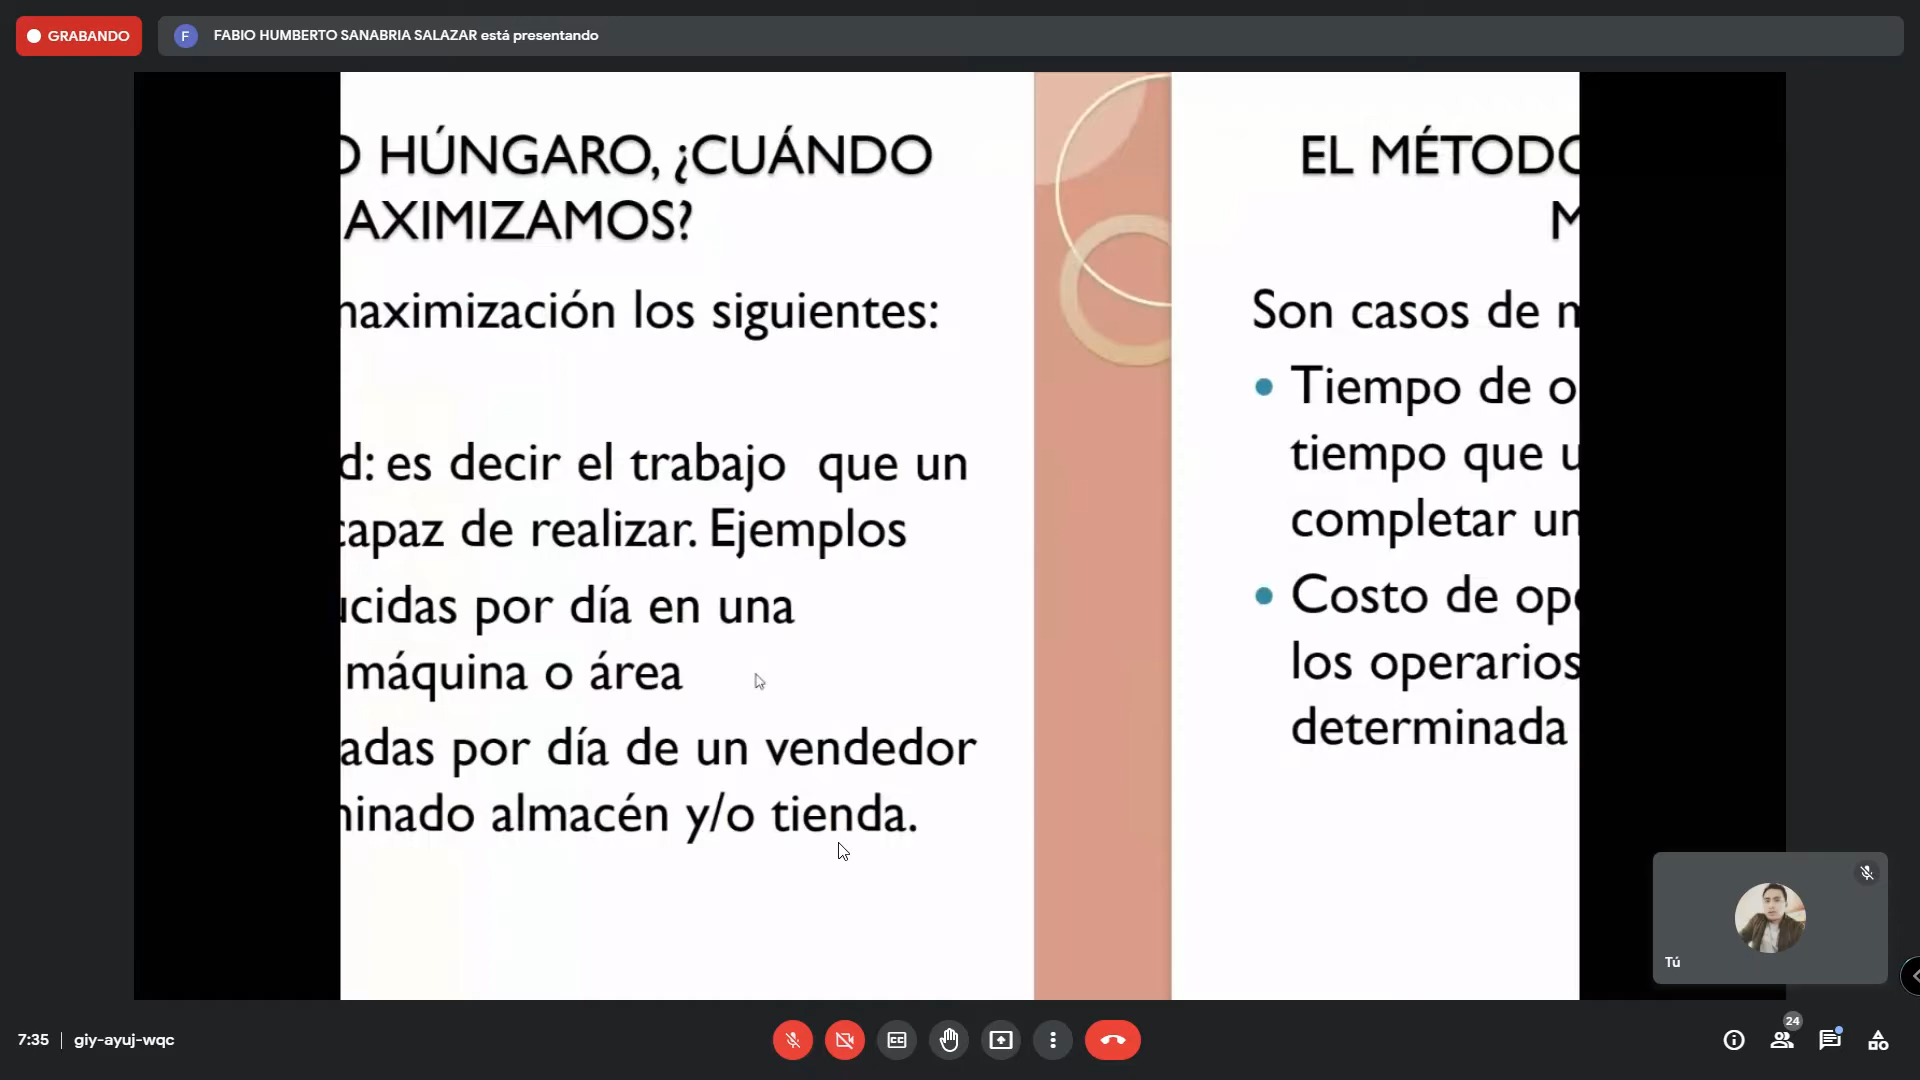 GRABANDO
F
FABIO HUMBERTO SANABRIA SALAZAR está presentando
O HÚNGARO, ¿CUÁNDO
AXIMIZAMOS?
maximización los siguientes:
d: es decir el trabajo que un
capaz de realizar. Ejemplos
ucidas por día en una
máquina o área
adas por día de un vendedor
minado almacén y/o tienda.
EL MÉTODO
M
Son casos de m
Tiempo de o
tiempo que u
completar un
Costo de ope
los operarios
determinada
Tú
7:35
giy-ayuj-wqc
CC
24